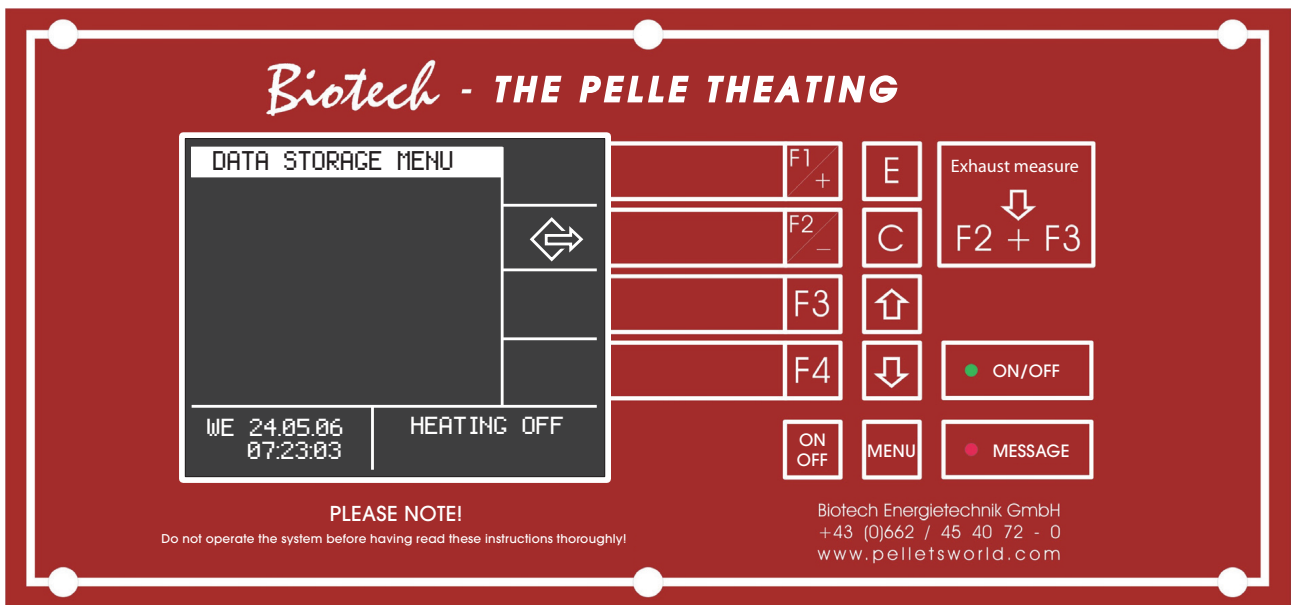 Biotech - THE PELLE THEATING
DATA STORAGE MENU
WE 24.05.06
07:23:03
HEATING OFF
F1
+
F2
-
F3
F4
E
C
ON
OFF
MENU
Exhaust measure
F2 + F3
ON/OFF
MESSAGE
PLEASE NOTE!
Do not operate the system before having read these instructions thoroughly!
Biotech Energietechnik GmbH
+43 (0)662 / 45 40 72 - 0
www.pelletsworld.com